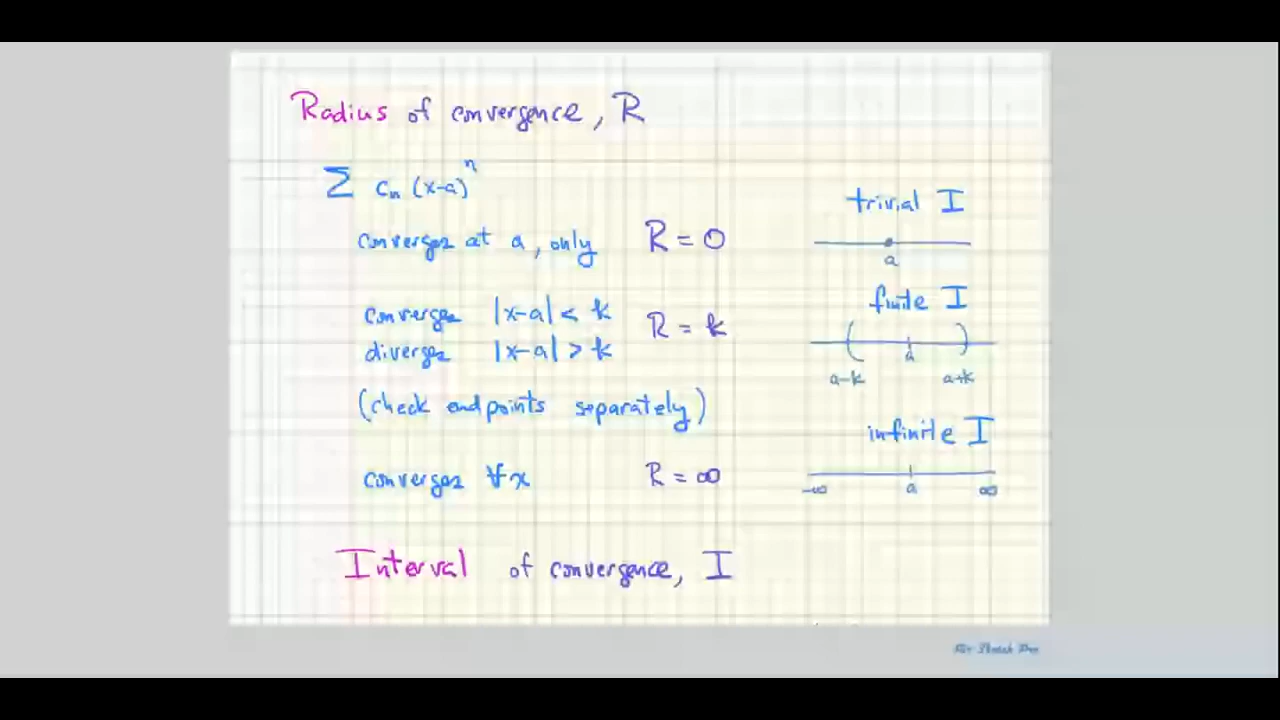 Radius of convergence, R
Σ cₙ (x-a)ⁿ
converges at a, only R = 0
trivial I
a
converges |x-a| < k
diverges |x-a| > k
R = k
finite I
a
a-k a+k
(check endpoints separately)
converges ∀x R = ∞
infinite I
-∞ a ∞
Interval of convergence, I